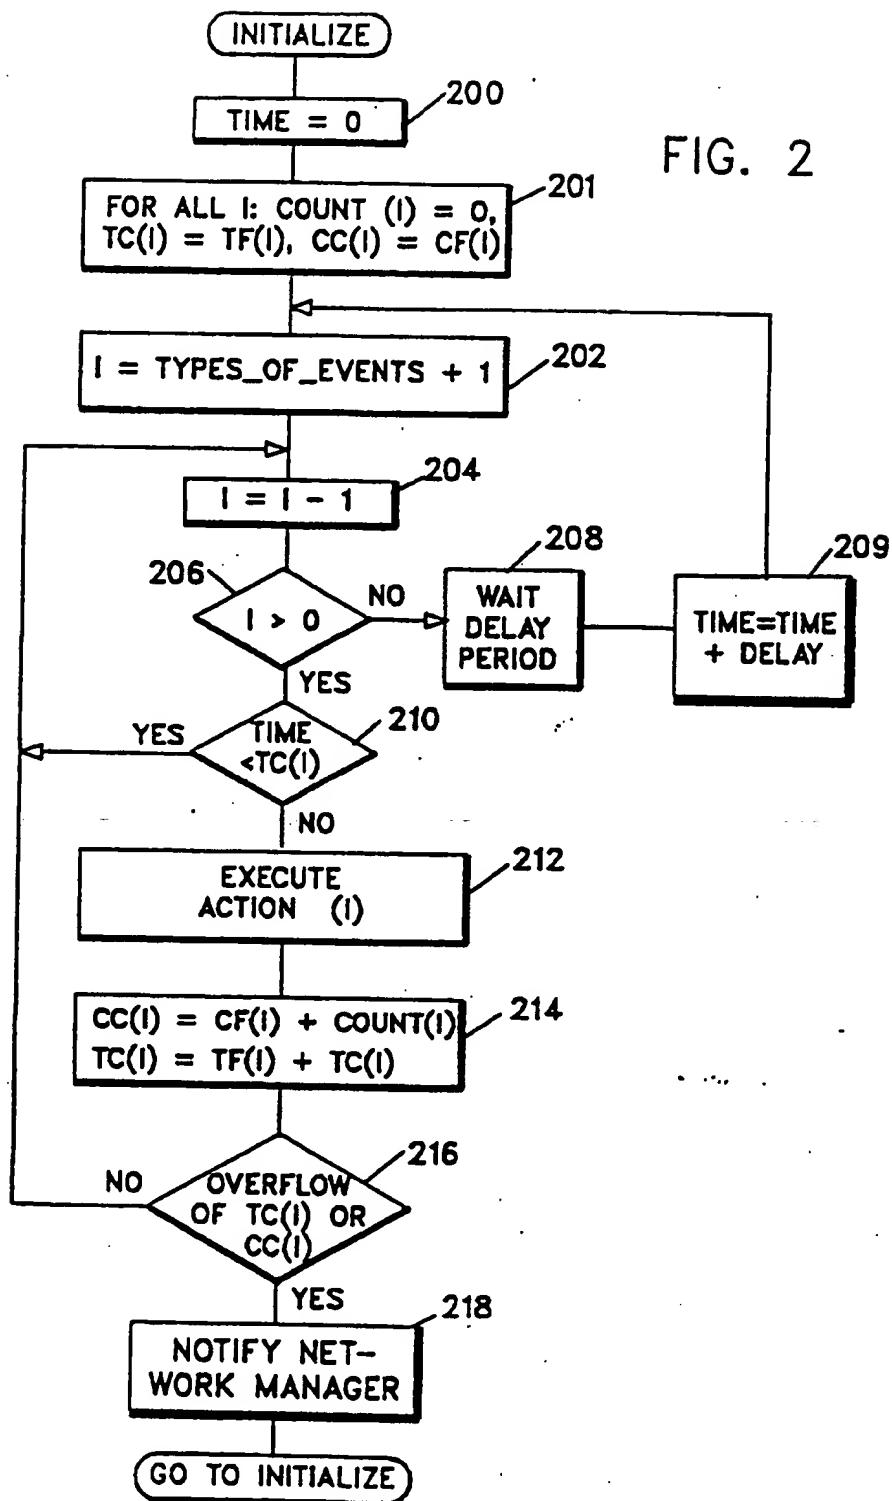 INITIALIZE
200
TIME = 0
FIG. 2
201
FOR ALL I: COUNT (I) = 0,
TC(I) = TF(I), CC(I) = CF(I)
I = TYPES_OF_EVENTS + 1
202
204
I = I - 1
206
I > 0
NO
YES
208
WAIT
DELAY
PERIOD
209
TIME=TIME
+ DELAY
210
TIME
<TC(I)
YES
NO
212
EXECUTE
ACTION (I)
214
CC(I) = CF(I) + COUNT(I)
TC(I) = TF(I) + TC(I)
216
OVERFLOW
OF TC(I) OR
CC(I)
NO
YES
218
NOTIFY NET-
WORK MANAGER
GO TO INITIALIZE